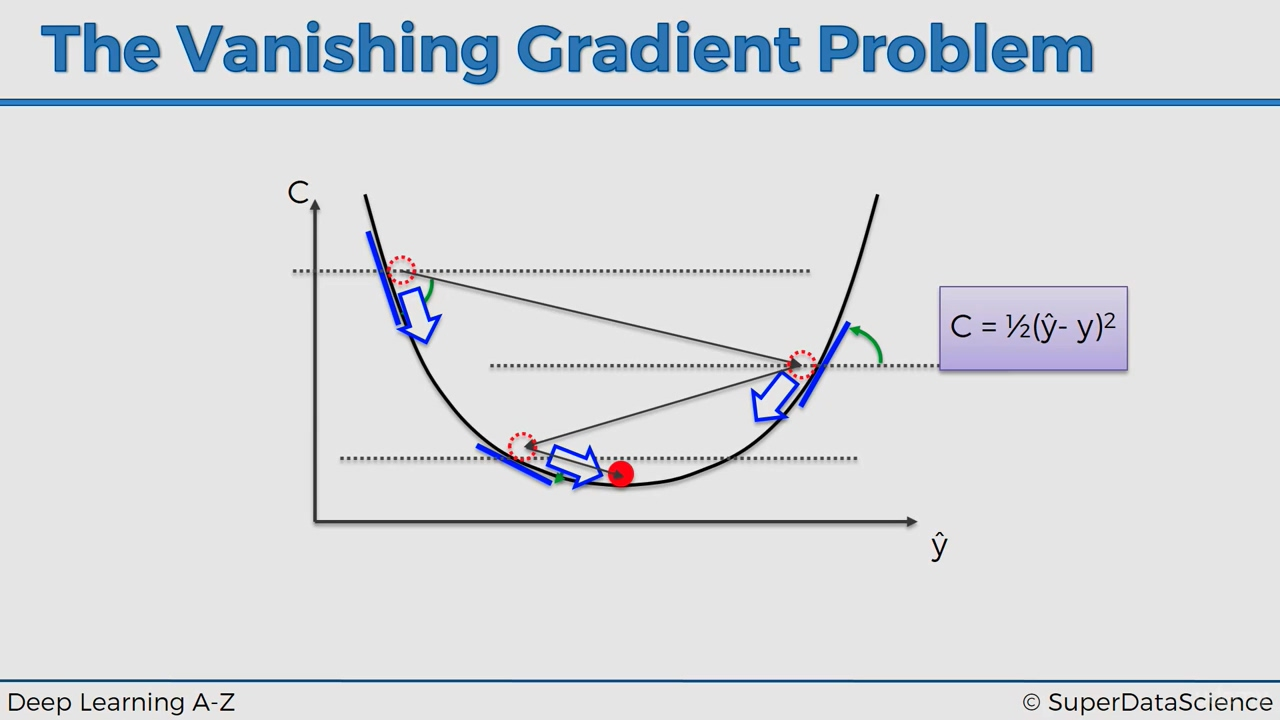 The Vanishing Gradient Problem
C
C = ½(ŷ- y)²
ŷ
Deep Learning A-Z
© SuperDataScience